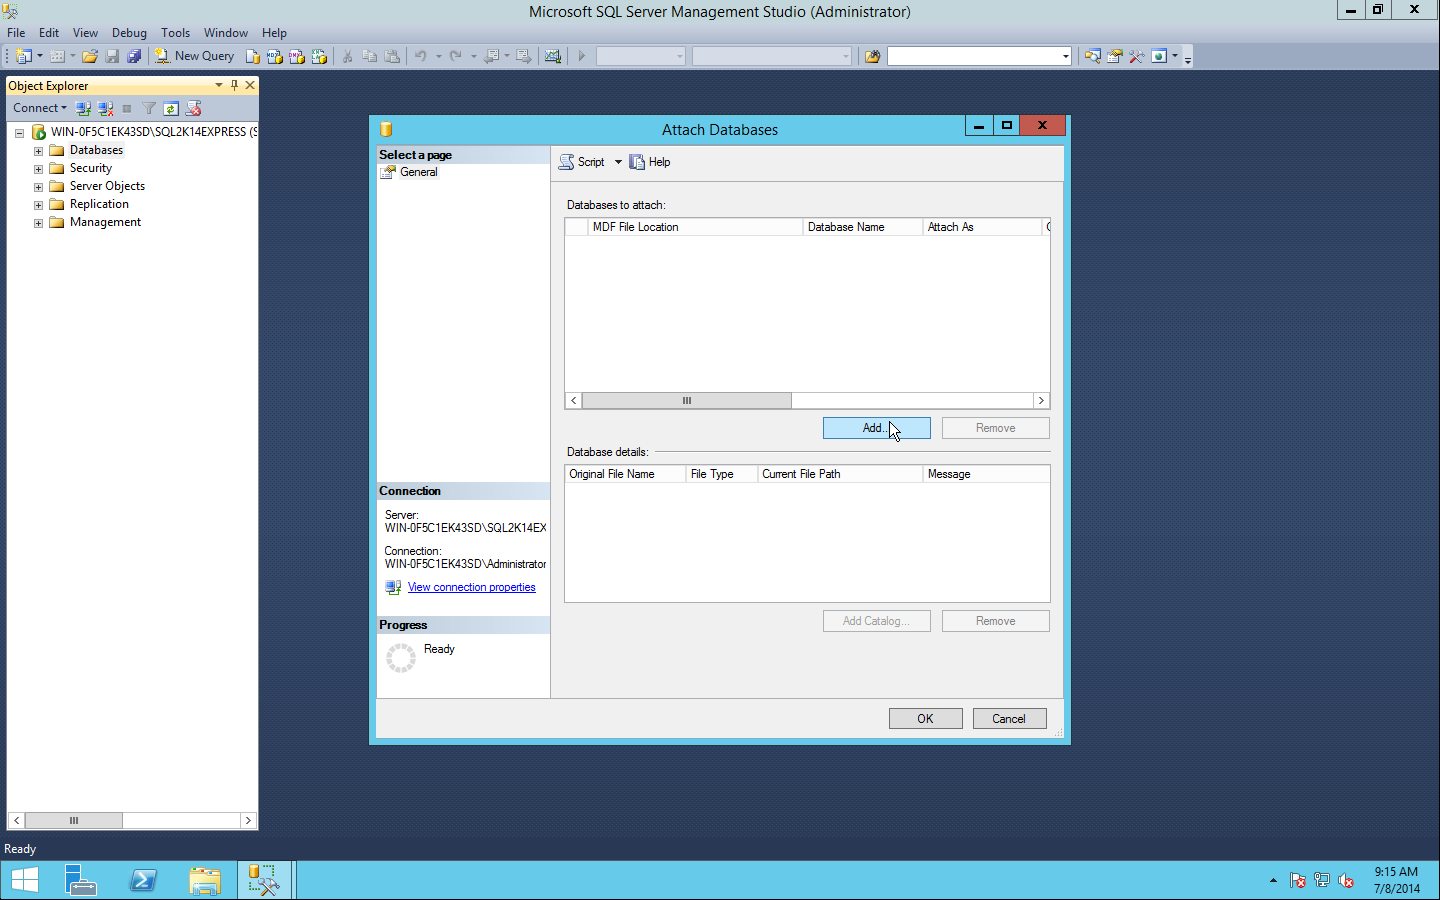 Microsoft SQL Server Management Studio (Administrator)
File Edit View Debug Tools Window Help
New Query
Object Explorer
Connect
WIN-0F5C1EK43SD\SQL2K14EXPRESS (S
Databases
Security
Server Objects
Replication
Management
Attach Databases
Select a page
General
Script Help
Databases to attach:
MDF File Location Database Name Attach As
Add... Remove
Database details:
Original File Name File Type Current File Path Message
Connection
Server:
WIN-0F5C1EK43SD\SQL2K14EX
Connection:
WIN-0F5C1EK43SD\Administrator
View connection properties
Progress
Ready
Add Catalog... Remove
OK Cancel
Ready
9:15 AM
7/8/2014